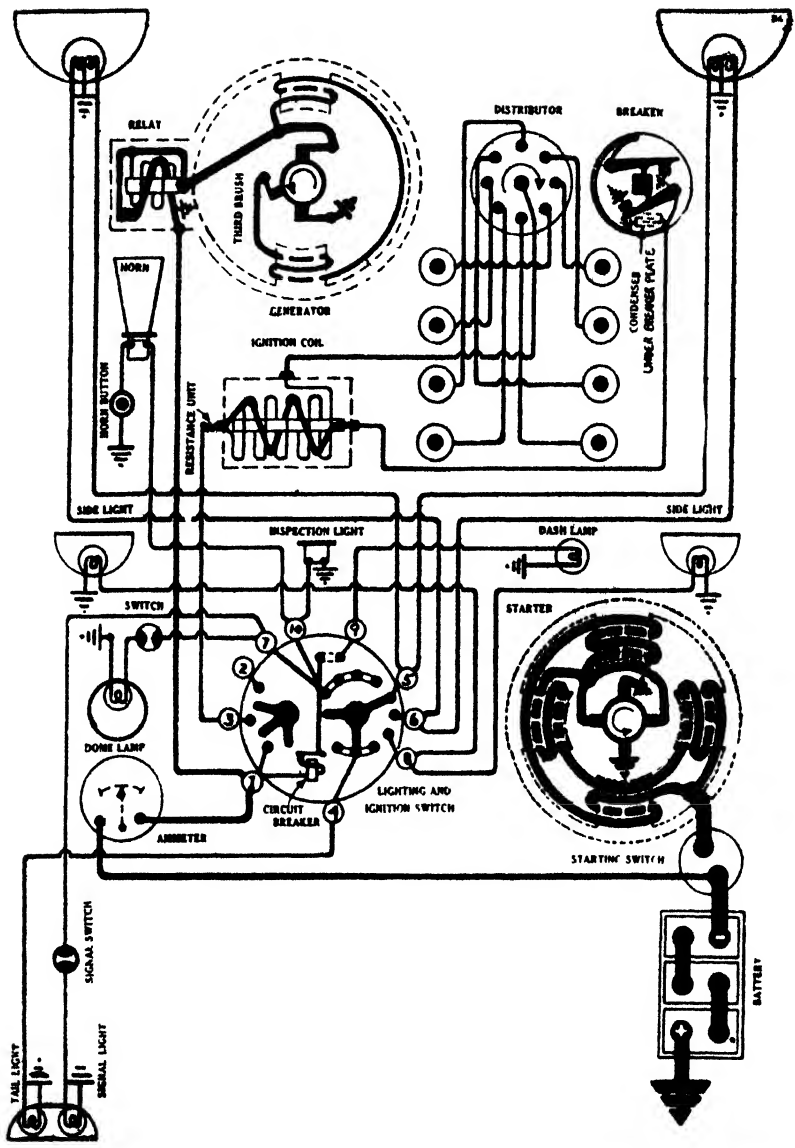 84
RELAY
DISTRIBUTOR
BREAKER
THIRD BRUSH
GENERATOR
HORN
IGNITION COIL
CONDENSER
UNDER BREAKER PLATE
HORN BUTTON
RESISTANCE UNIT
SIDE LIGHT
SIDE LIGHT
INSPECTION LIGHT
DASH LAMP
SWITCH
STARTER
10
9
7
2
5
3
6
8
DOME LAMP
1
CIRCUIT
BREAKER
4
LIGHTING AND
IGNITION SWITCH
AMMETER
STARTING SWITCH
SIGNAL SWITCH
BATTERY
TAIL LIGHT
SIGNAL LIGHT